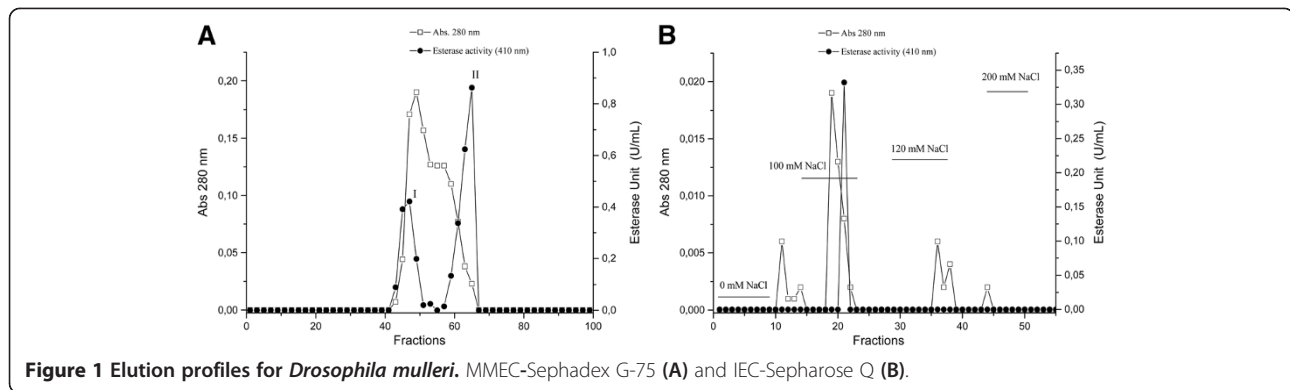 A
Abs. 280 nm
Esterase activity (410 nm)
I
II
0,00
0,05
0,10
0,15
0,20
Abs 280 nm
0,0
0,2
0,4
0,6
0,8
1,0
Esterase Unit (U/mL)
0
20
40
60
80
100
Fractions
B
Abs 280 nm
Esterase activity (410 nm)
0 mM NaCl
100 mM NaCl
120 mM NaCl
200 mM NaCl
0,000
0,005
0,010
0,015
0,020
Abs 280 nm
0,00
0,05
0,10
0,15
0,20
0,25
0,30
0,35
Esterase Unit (U/mL)
0
10
20
30
40
50
Fractions
Figure 1 Elution profiles for Drosophila mulleri. MMEC-Sephadex G-75 (A) and IEC-Sepharose Q (B).